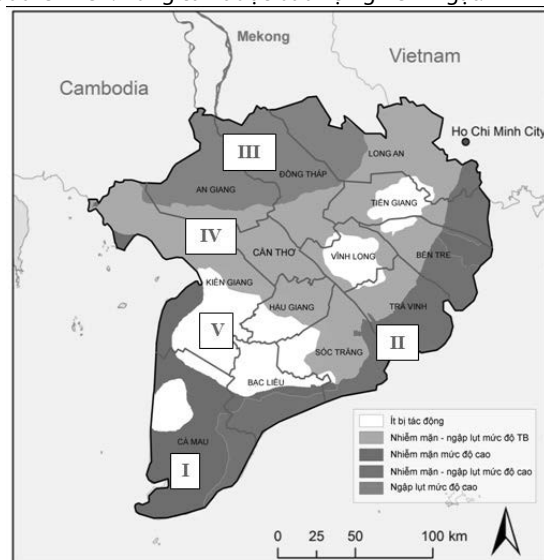 Mekong
Vietnam
Cambodia
Ho Chi Minh City
III
LONG AN
ĐỒNG THÁP
AN GIANG
TIỀN GIANG
IV
CẦN THƠ
VĨNH LONG
BẾN TRE
KIÊN GIANG
HẬU GIANG
TRÀ VINH
V
II
SÓC TRĂNG
BẠC LIÊU
CÀ MAU
I
Ít bị tác động
Nhiễm mặn - ngập lụt mức độ TB
Nhiễm mặn mức độ cao
Nhiễm mặn - ngập lụt mức độ cao
Ngập lụt mức độ cao
0 25 50 100 km